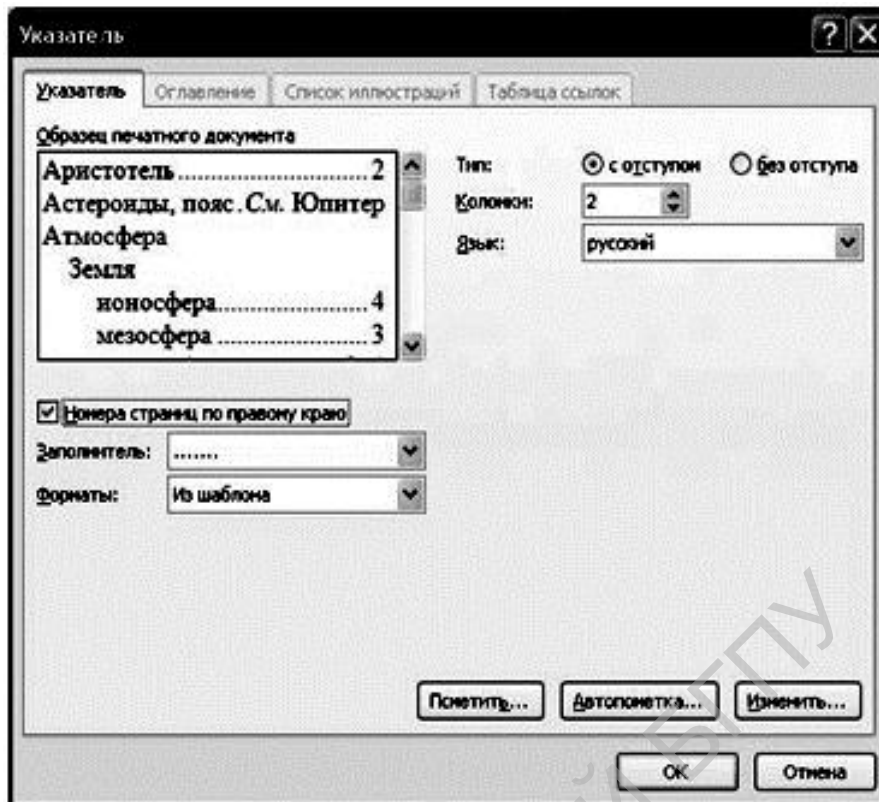 Указатель
Указатель Оглавление Список иллюстраций Таблица ссылок
Образец печатного документа
Аристотель 2
Астероиды, пояс. См. Юпитер
Атмосфера
Земля
ионосфера 4
мезосфера 3
Тип: с отступом без отступа
Колонки: 2
Язык: русский
Номера страниц по правому краю
Заполнитель: .......
Форматы: Из шаблона
Пометить... Автопометка... Изменить...
ОК Отмена
БГПУ